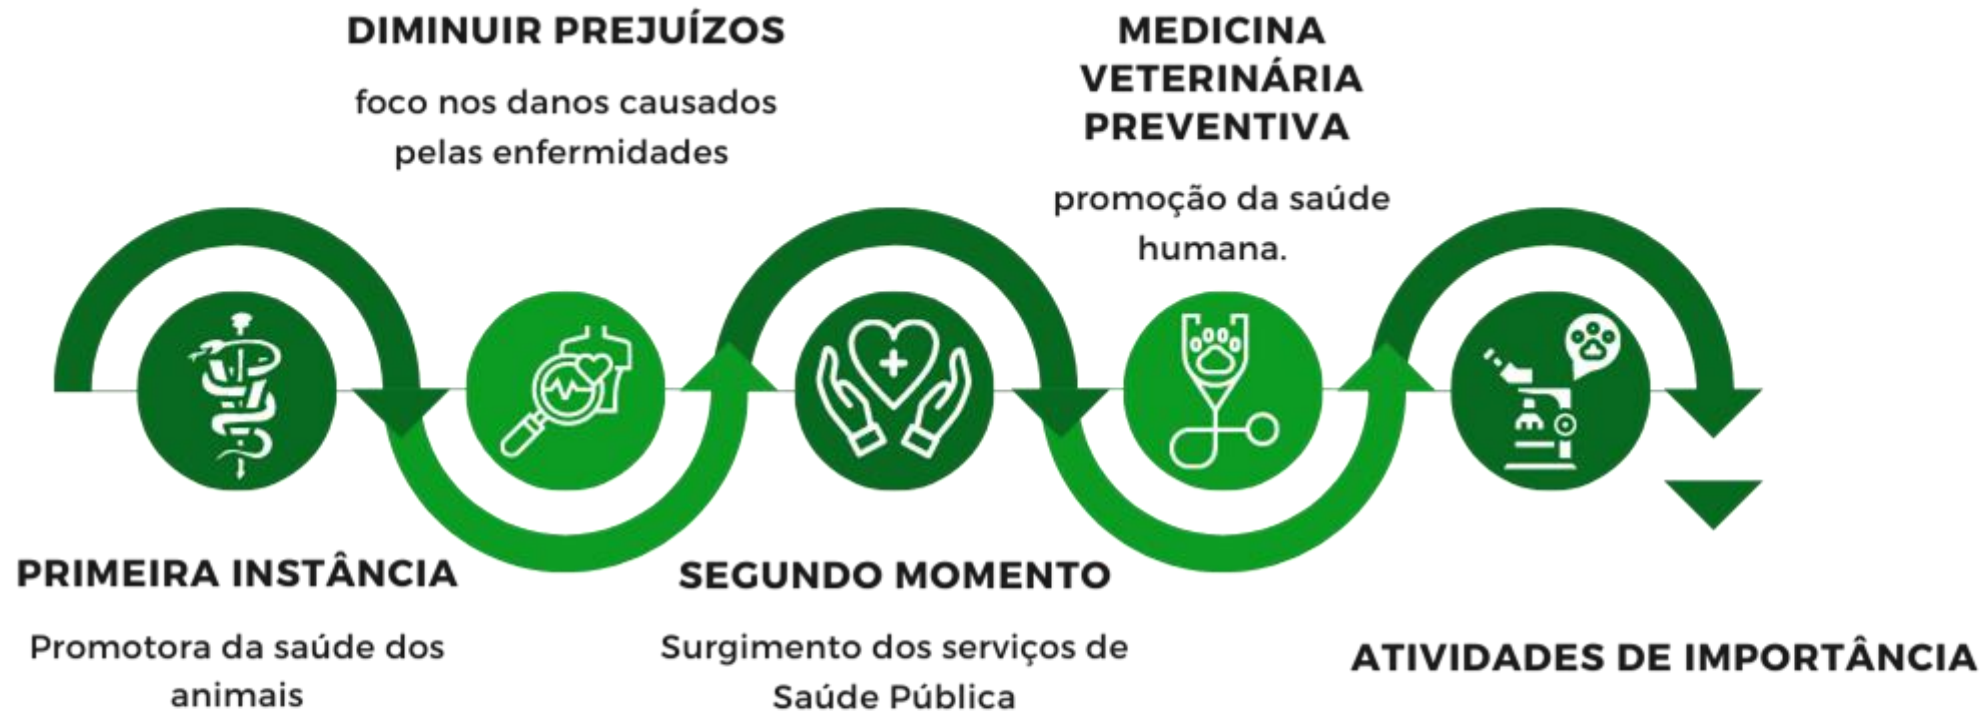 DIMINUIR PREJUÍZOS
foco nos danos causados
pelas enfermidades
MEDICINA
VETERINÁRIA
PREVENTIVA
promoção da saúde
humana.
PRIMEIRA INSTÂNCIA
Promotora da saúde dos
animais
SEGUNDO MOMENTO
Surgimento dos serviços de
Saúde Pública
ATIVIDADES DE IMPORTÂNCIA